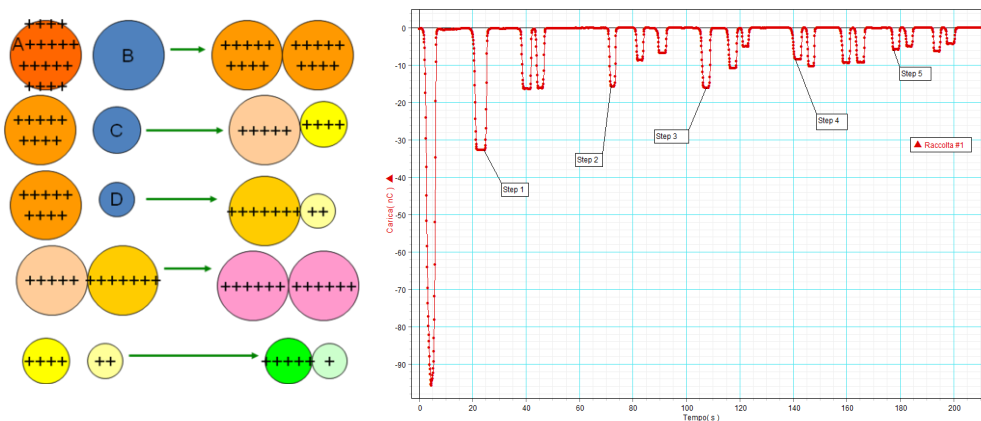 ++++
A +++++
++++
++++
B
+++++ +++++
++++ ++++
+++++
++++
C
+++++ ++++
+++++
++++
D
+++++++ ++
+++++ +++++++
++++++ ++++++
++++ ++
+++++ +
0
-10
-20
-30
-40
-50
-60
-70
-80
-90
Carica( nC )
Step 1
Step 2
Step 3
Step 4
Step 5
Raccolta #1
0 20 40 60 80 100 120 140 160 180 200
Tempo( s )